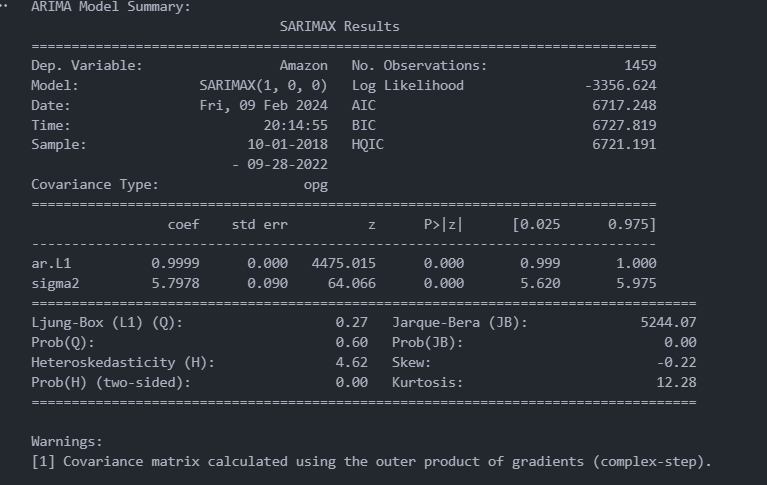 ARIMA Model Summary:
                               SARIMAX Results
==============================================================================
Dep. Variable:                 Amazon   No. Observations:                 1459
Model:               SARIMAX(1, 0, 0)   Log Likelihood               -3356.624
Date:                Fri, 09 Feb 2024   AIC                           6717.248
Time:                        20:14:55   BIC                           6727.819
Sample:                    10-01-2018   HQIC                          6721.191
                         - 09-28-2022
Covariance Type:                  opg
==============================================================================
                 coef    std err          z      P>|z|      [0.025      0.975]
------------------------------------------------------------------------------
ar.L1          0.9999      0.000   4475.015      0.000       0.999       1.000
sigma2         5.7978      0.090     64.066      0.000       5.620       5.975
===================================================================================
Ljung-Box (L1) (Q):                   0.27   Jarque-Bera (JB):              5244.07
Prob(Q):                              0.60   Prob(JB):                         0.00
Heteroskedasticity (H):               4.62   Skew:                            -0.22
Prob(H) (two-sided):                  0.00   Kurtosis:                        12.28
===================================================================================
Warnings:
[1] Covariance matrix calculated using the outer product of gradients (complex-step).